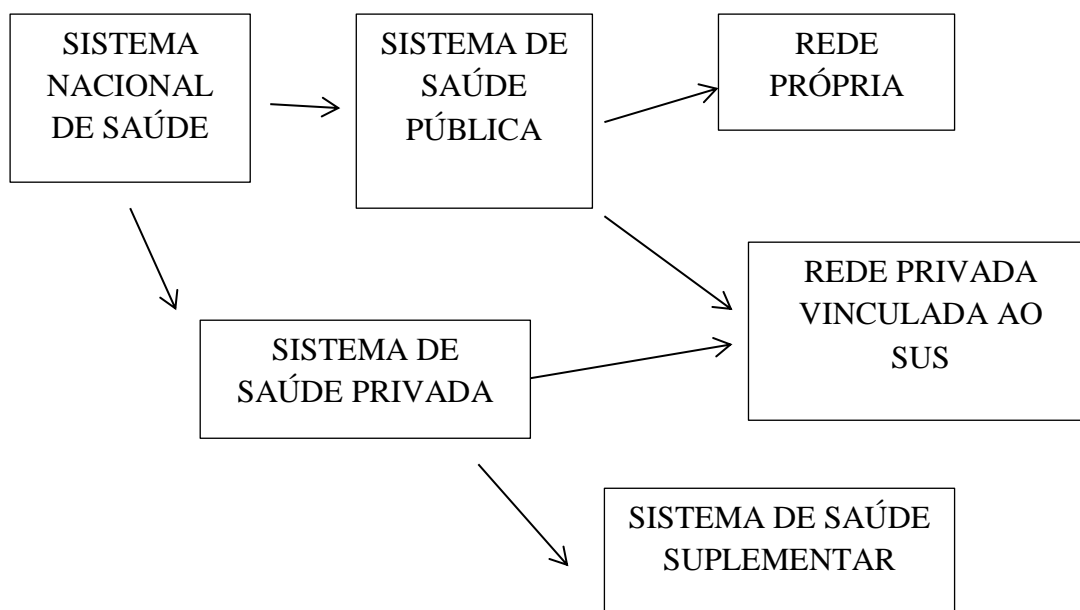 SISTEMA
NACIONAL
DE SAÚDE
SISTEMA DE
SAÚDE
PÚBLICA
REDE
PRÓPRIA
REDE PRIVADA
VINCULADA AO
SUS
SISTEMA DE
SAÚDE PRIVADA
SISTEMA DE SAÚDE
SUPLEMENTAR